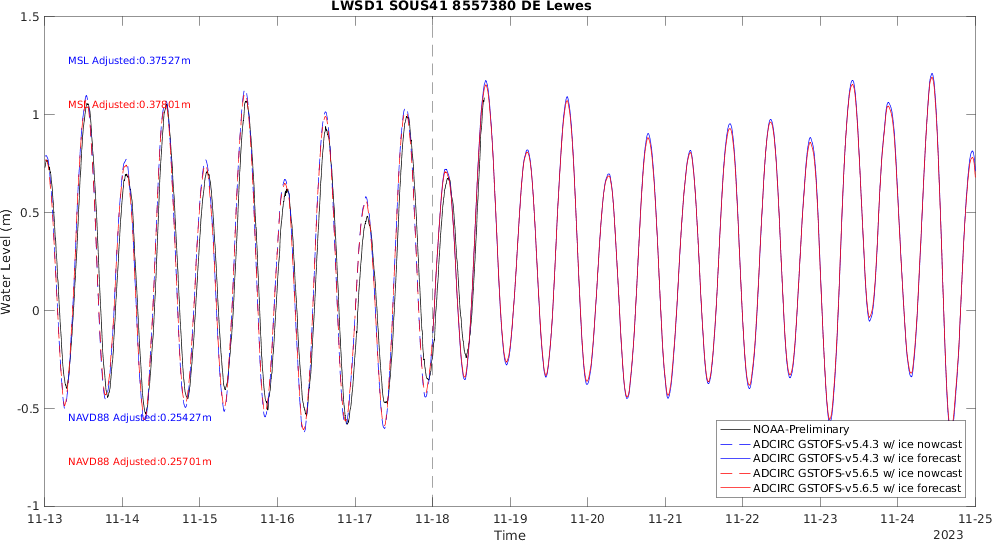 LWSD1 SOUS41 8557380 DE Lewes
Water Level (m)
1.5
1
0.5
0
-0.5
-1
MSL Adjusted:0.37527m
MSL Adjusted:0.37801m
NAVD88 Adjusted:0.25427m
NAVD88 Adjusted:0.25701m
NOAA-Preliminary
ADCIRC GSTOFS-v5.4.3 w/ ice nowcast
ADCIRC GSTOFS-v5.4.3 w/ ice forecast
ADCIRC GSTOFS-v5.6.5 w/ ice nowcast
ADCIRC GSTOFS-v5.6.5 w/ ice forecast
11-13 11-14 11-15 11-16 11-17 11-18 11-19 11-20 11-21 11-22 11-23 11-24 11-25
Time
2023